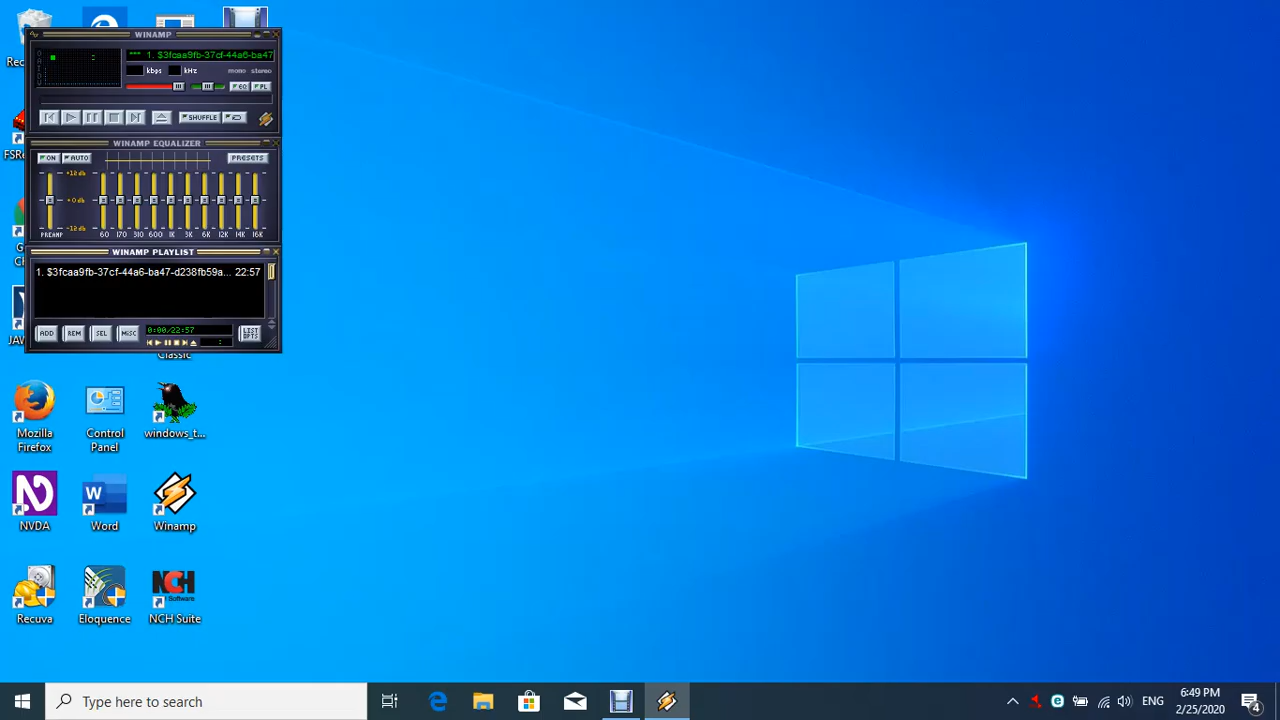 WINAMP
*** 1. $3fcaa9fb-37cf-44a6-ba47
kbps kHz mono stereo
EQ PL
SHUFFLE
WINAMP EQUALIZER
ON AUTO PRESETS
+12 db
+0 db
-12 db
PREAMP 60 170 310 600 1K 3K 6K 12K 14K 16K
WINAMP PLAYLIST
1. $3fcaa9fb-37cf-44a6-ba47-d238fb59a... 22:57
ADD REM SEL MISC 0:00/22:57 LIST OPTS
Classic
Mozilla Firefox
Control Panel
windows_t...
NVDA
Word
Winamp
Recuva
Eloquence
NCH Software
NCH Suite
Type here to search
ENG
6:49 PM
2/25/2020
4